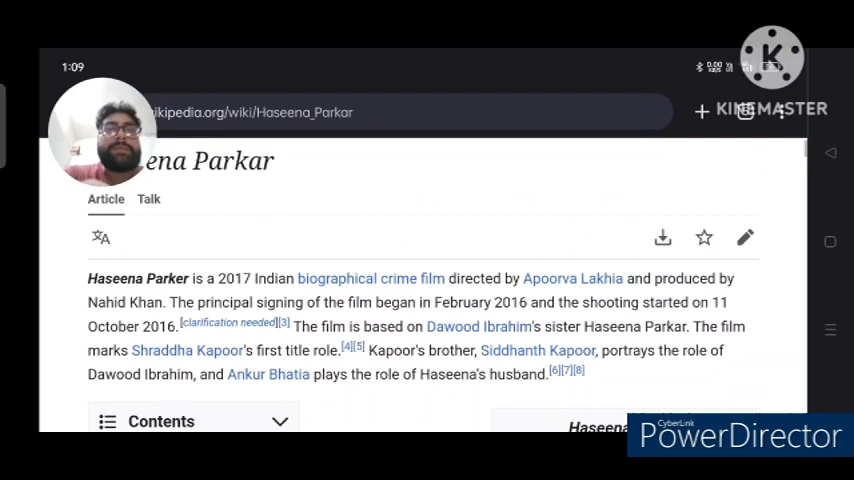 1:09
KINEMASTER
ikipedia.org/wiki/Haseena_Parkar
ena Parkar
Article Talk
Haseena Parker is a 2017 Indian biographical crime film directed by Apoorva Lakhia and produced by
Nahid Khan. The principal signing of the film began in February 2016 and the shooting started on 11
October 2016.[clarification needed][3] The film is based on Dawood Ibrahim's sister Haseena Parkar. The film
marks Shraddha Kapoor's first title role.[4][5] Kapoor's brother, Siddhanth Kapoor, portrays the role of
Dawood Ibrahim, and Ankur Bhatia plays the role of Haseena's husband.[6][7][8]
Contents
Haseena
CyberLink
PowerDirector